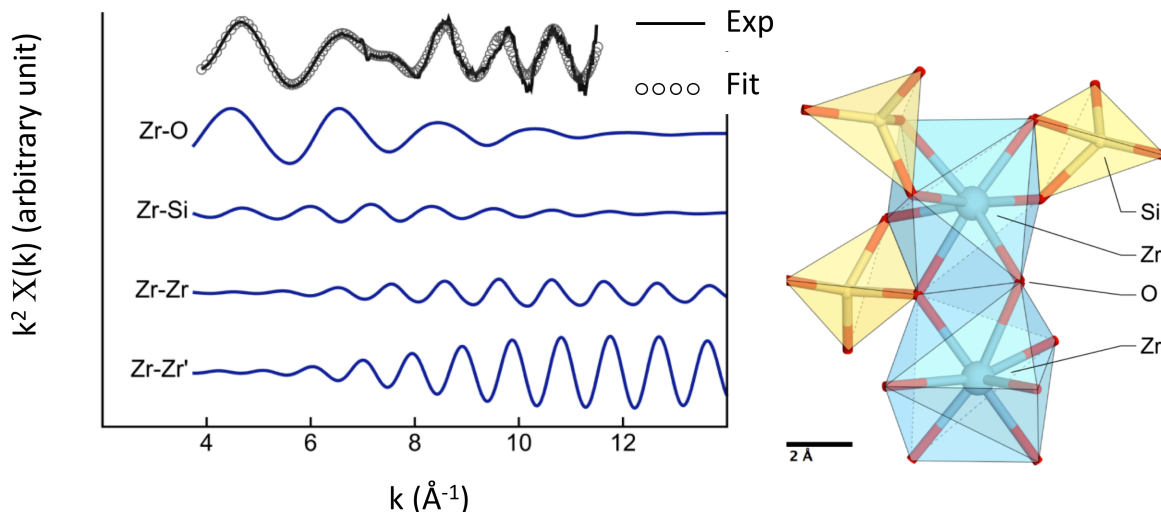 Exp
Fit
k² X(k) (arbitrary unit)
Zr-O
Zr-Si
Zr-Zr
Zr-Zr'
4 6 8 10 12
k (Å⁻¹)
Si
Zr
O
Zr
2 Å